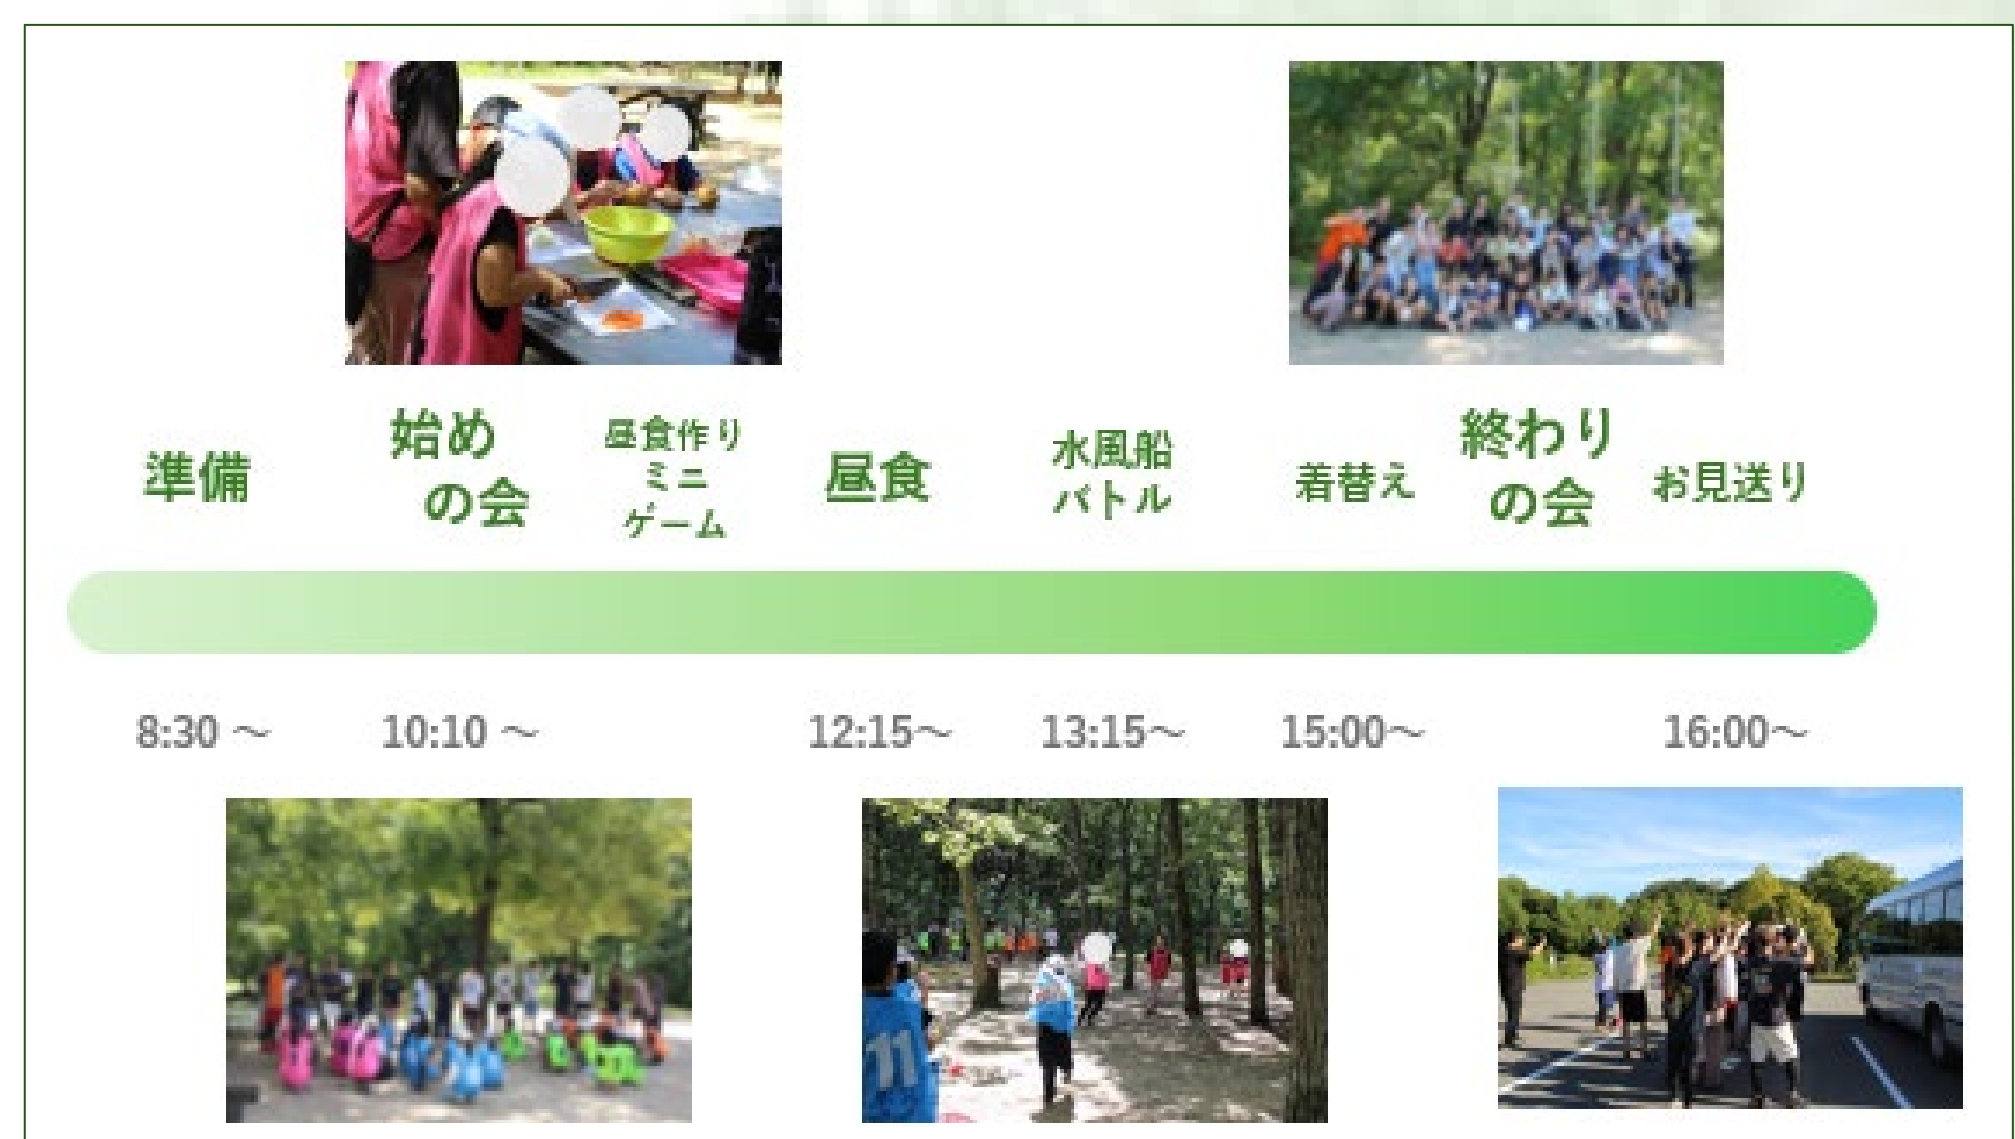 準備
始め
の会
昼食作り
ミニ
ゲーム
昼食
水風船
バトル
着替え
終わり
の会
お見送り
8:30 ～
10:10 ～
12:15～
13:15～
15:00～
16:00～
11